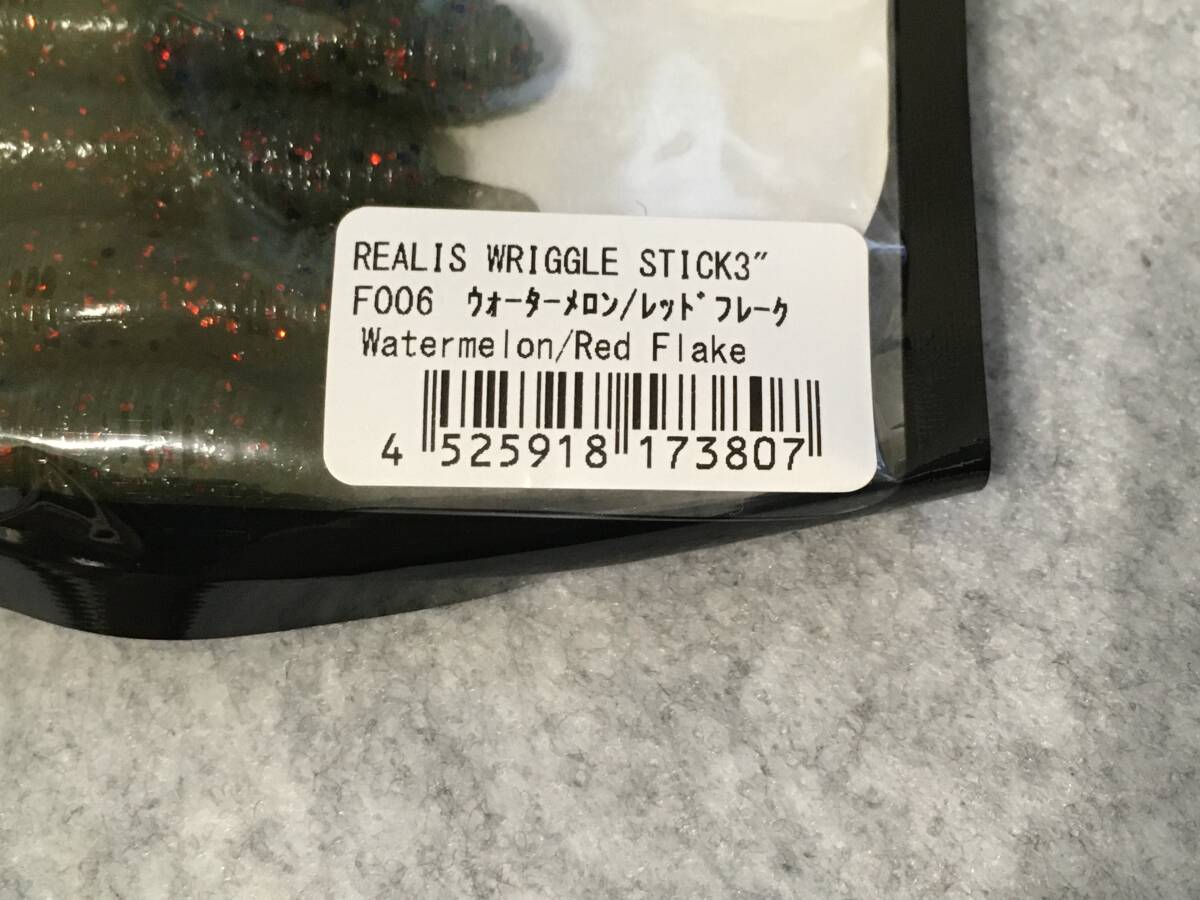 REALIS WRIGGLE STICK3″
F006 ｳｫｰﾀｰﾒﾛﾝ/ﾚｯﾄﾞﾌﾚｰｸ
Watermelon/Red Flake
4 525918 173807